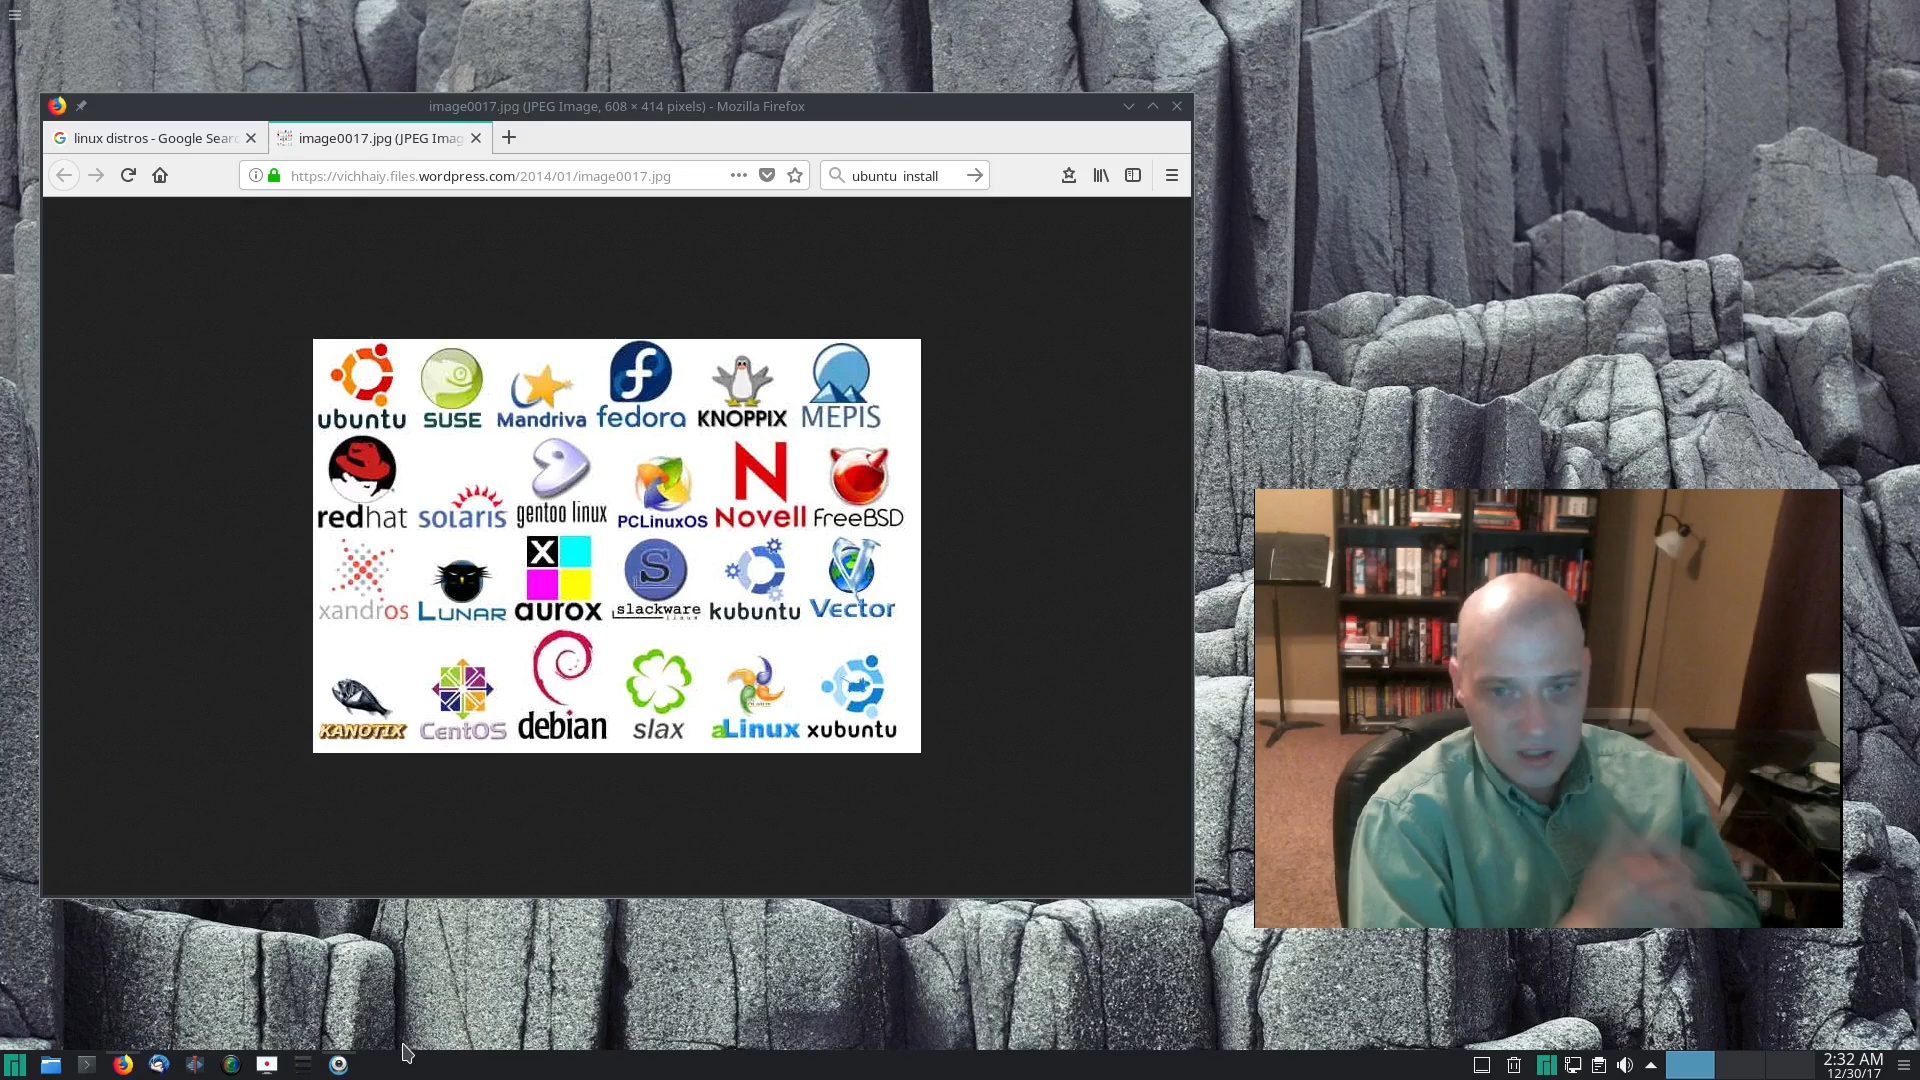 image0017.jpg (JPEG Image, 608 × 414 pixels) - Mozilla Firefox
linux distros - Google Searc
image0017.jpg (JPEG Imag
https://vichhaiy.files.wordpress.com/2014/01/image0017.jpg
ubuntu install
ubuntu SUSE Mandriva fedora KNOPPIX MEPIS
redhat solaris gentoo linux PCLinuxOS Novell FreeBSD
xandros LUNAR aurox slackware linux kubuntu Vector
KANOTIX CentOS debian slax aLinux xubuntu
2:32 AM
12/30/17